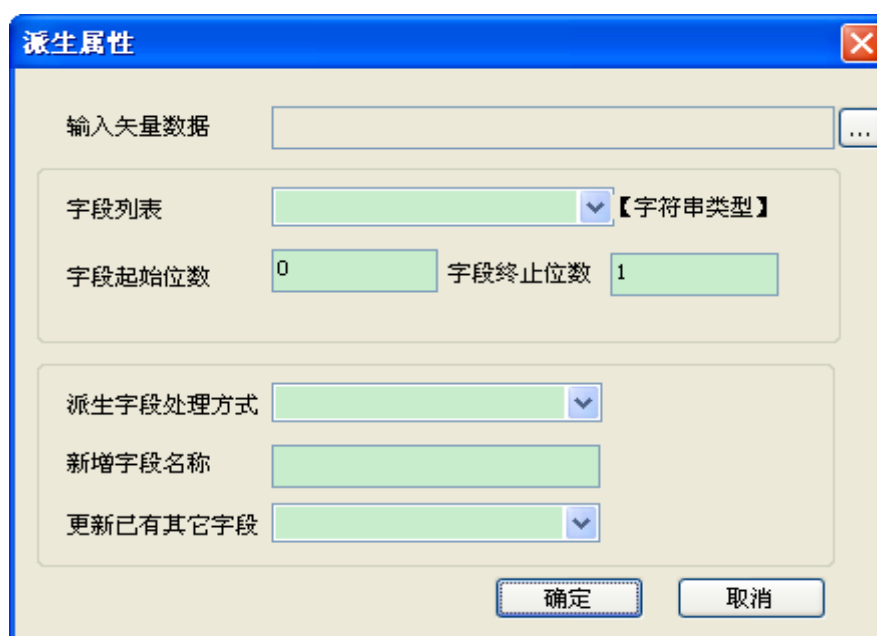 派生属性
输入矢量数据 ...
字段列表 【字符串类型】
字段起始位数 0 字段终止位数 1
派生字段处理方式
新增字段名称
更新已有其它字段
确定 取消